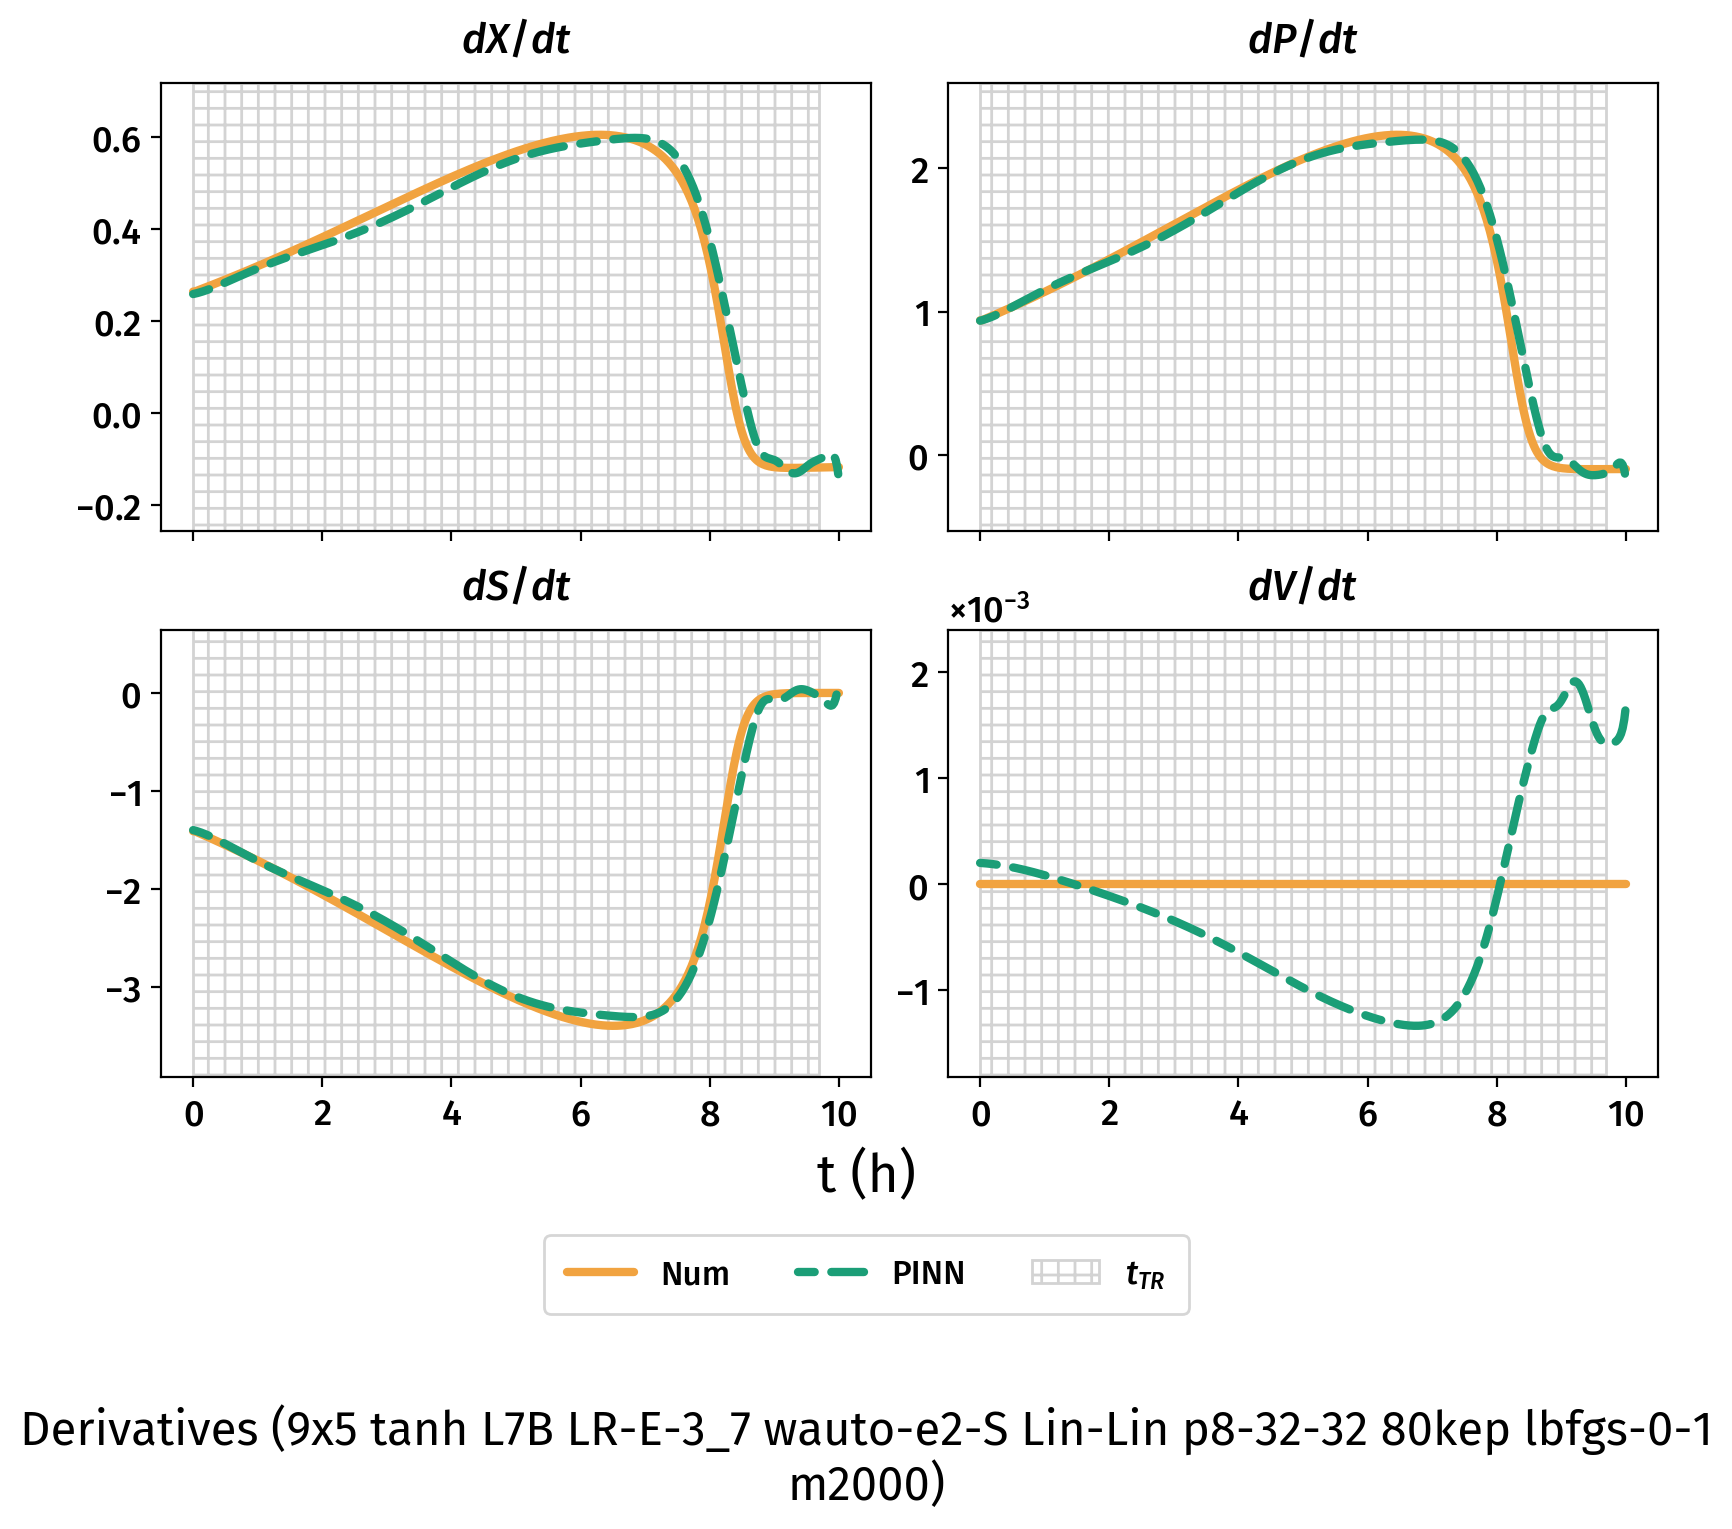 dX/dt
dP/dt
0.6
0.4
0.2
0.0
−0.2
2
1
0
dS/dt
dV/dt
×10⁻³
0
−1
−2
−3
2
1
0
−1
0 2 4 6 8 10
0 2 4 6 8 10
t (h)
Num PINN t_TR
Derivatives (9x5 tanh L7B LR-E-3_7 wauto-e2-S Lin-Lin p8-32-32 80kep lbfgs-0-1
m2000)